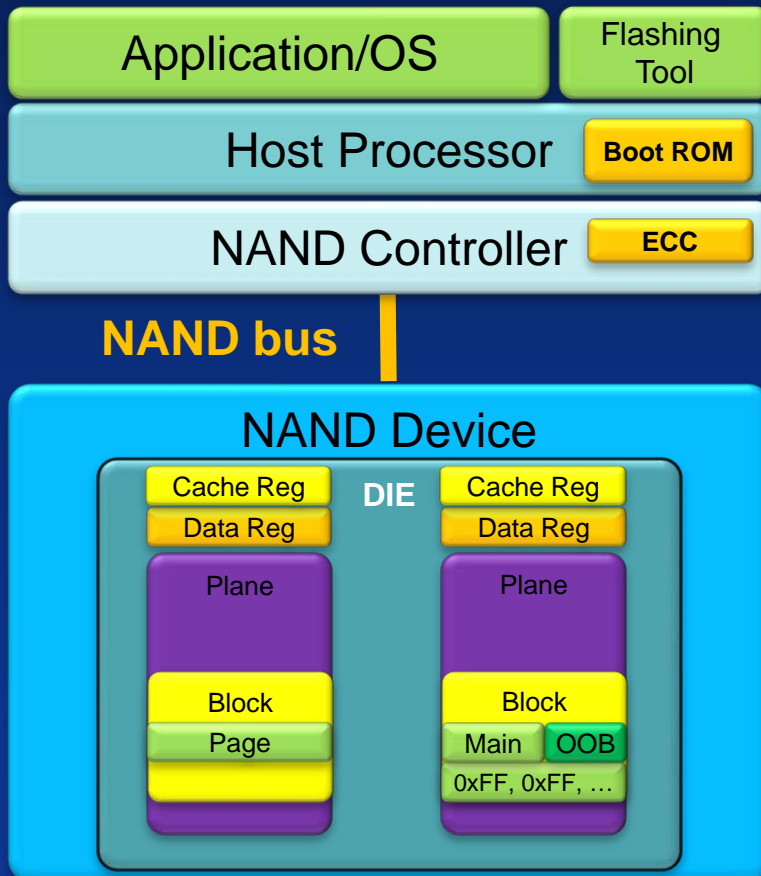 Application/OS
Flashing
Tool
Host Processor
Boot ROM
NAND Controller
ECC
NAND bus
NAND Device
Cache Reg
DIE
Cache Reg
Data Reg
Data Reg
Plane
Plane
Block
Block
Page
Main
OOB
0xFF, 0xFF, …